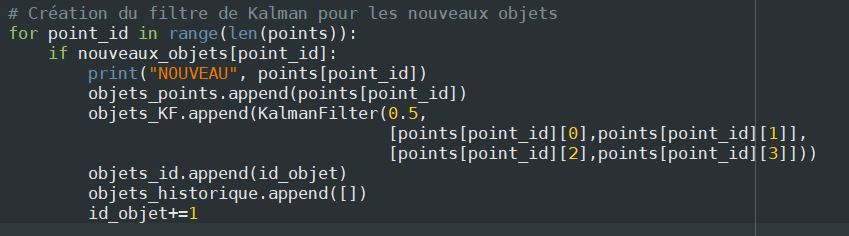 # Création du filtre de Kalman pour les nouveaux objets
for point_id in range(len(points)):
    if nouveaux_objets[point_id]:
        print("NOUVEAU", points[point_id])
        objets_points.append(points[point_id])
        objets_KF.append(KalmanFilter(0.5,
                                      [points[point_id][0],points[point_id][1]],
                                      [points[point_id][2],points[point_id][3]]))
        objets_id.append(id_objet)
        objets_historique.append([])
        id_objet+=1